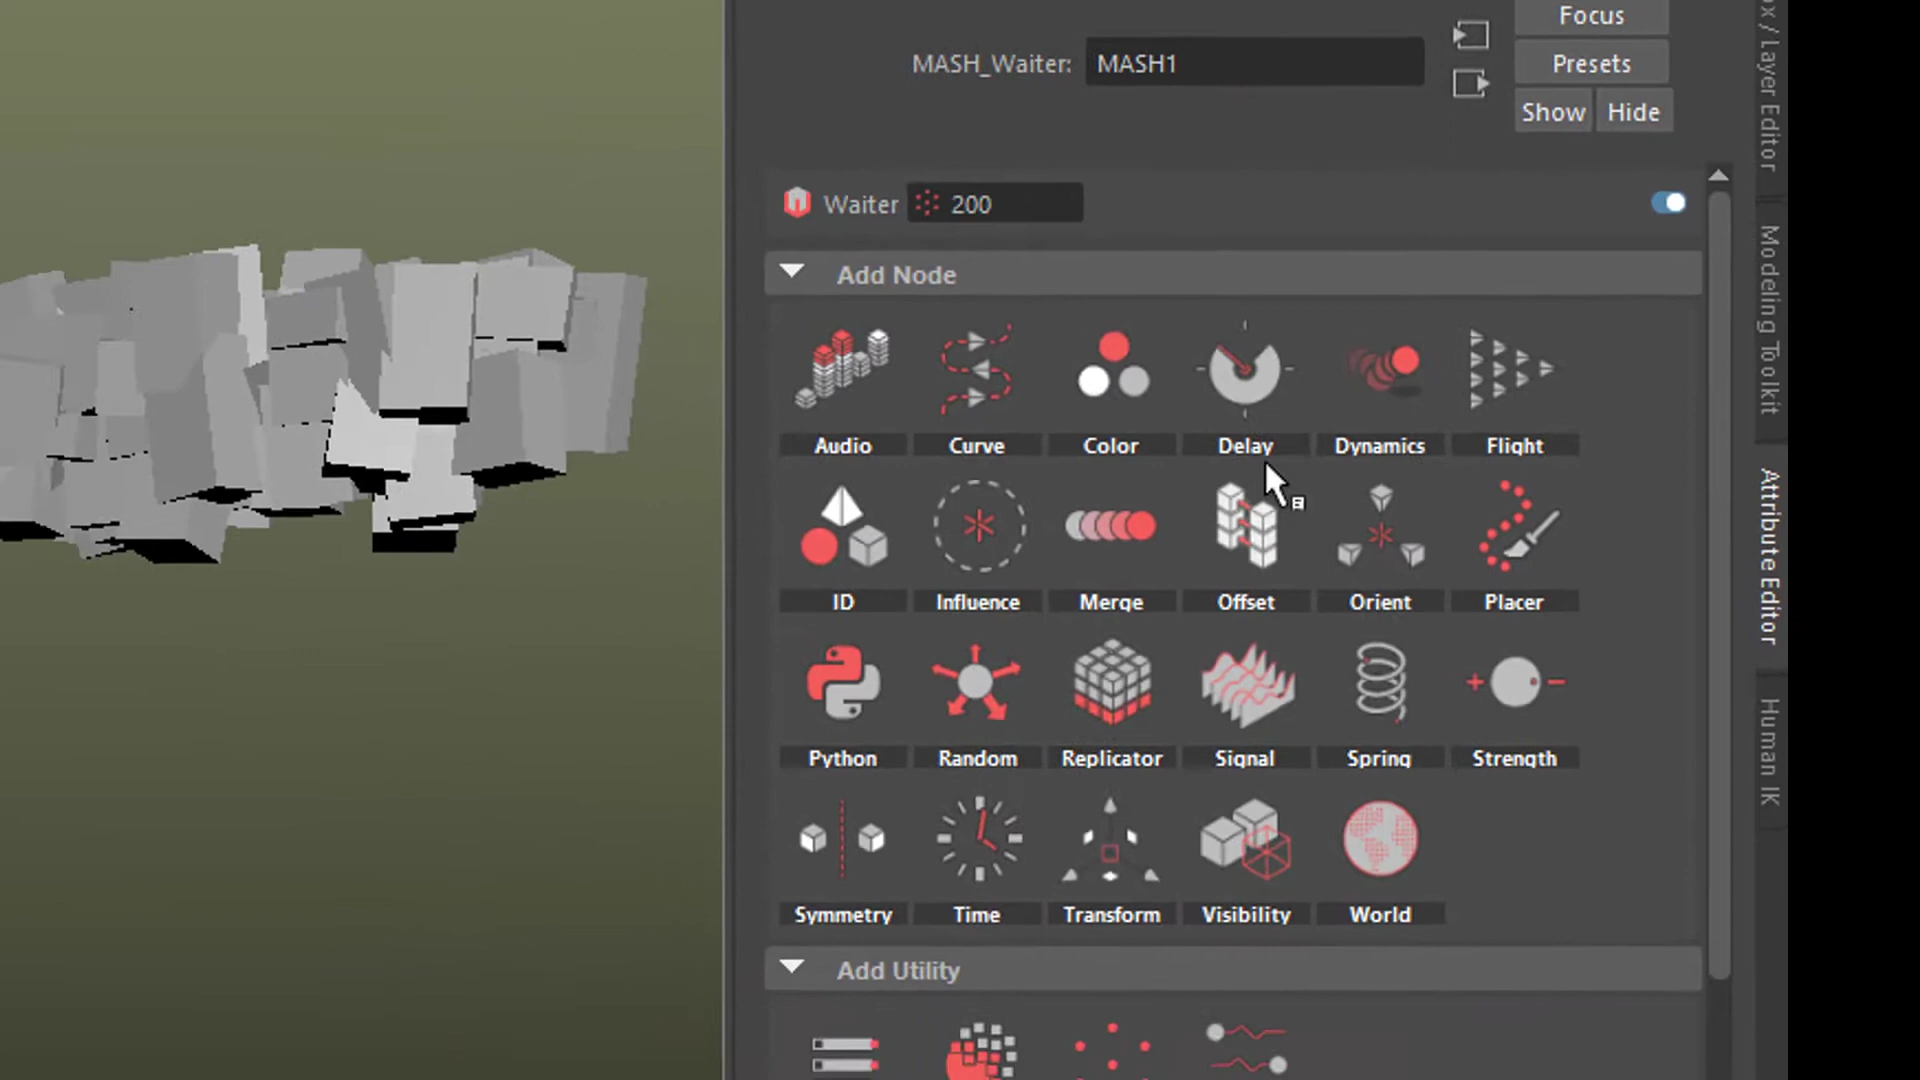 Focus
MASH_Waiter: MASH1
Presets
Show Hide
Waiter 200
Add Node
Audio Curve Color Delay Dynamics Flight
ID Influence Merge Offset Orient Placer
Python Random Replicator Signal Spring Strength
Symmetry Time Transform Visibility World
Add Utility
/ Layer Editor
Modeling Toolkit
Attribute Editor
Human IK